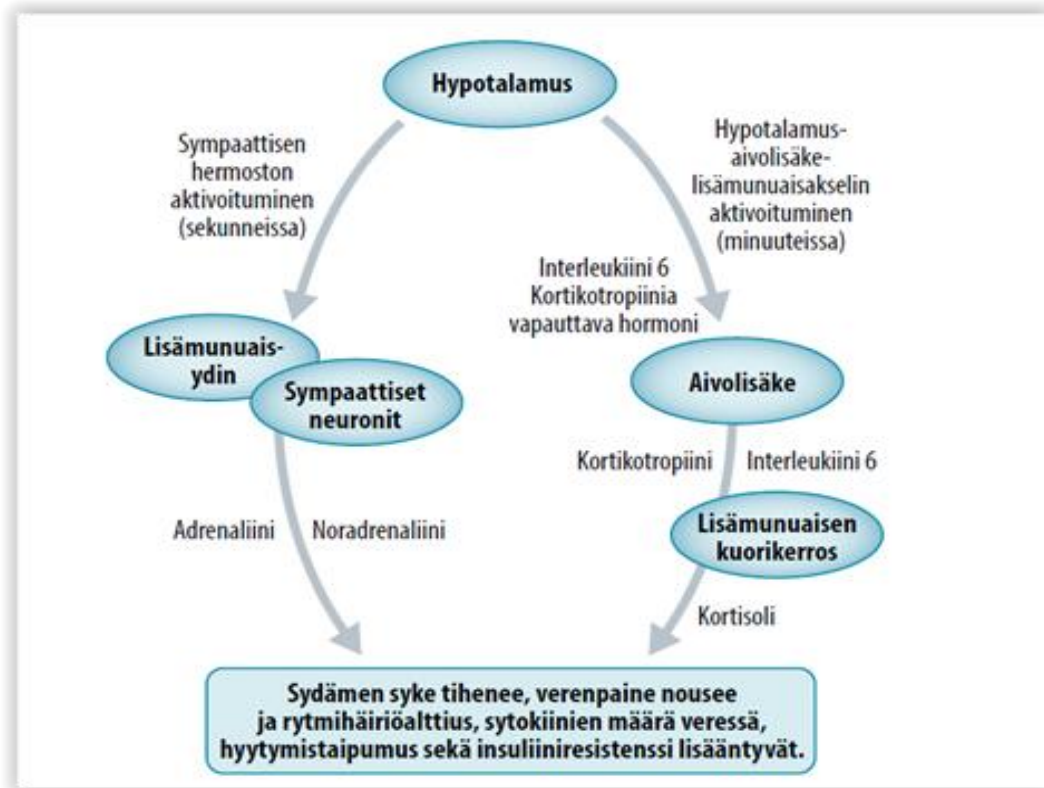 Hypotalamus
Sympaattisen
hermoston
aktivoituminen
(sekunneissa)
Hypotalamus-
aivolisäke-
lisämunuaisakselin
aktivoituminen
(minuuteissa)
Interleukiini 6
Kortikotropiinia
vapauttava hormoni
Lisämunuais-
ydin
Sympaattiset
neuronit
Aivolisäke
Kortikotropiini
Interleukiini 6
Lisämunuaisen
kuorikerros
Adrenaliini
Noradrenaliini
Kortisoli
Sydämen syke tihenee, verenpaine nousee
ja rytmihäiriöalttius, sytokiinien määrä veressä,
hyytymistaipumus sekä insuliiniresistenssi lisääntyvät.